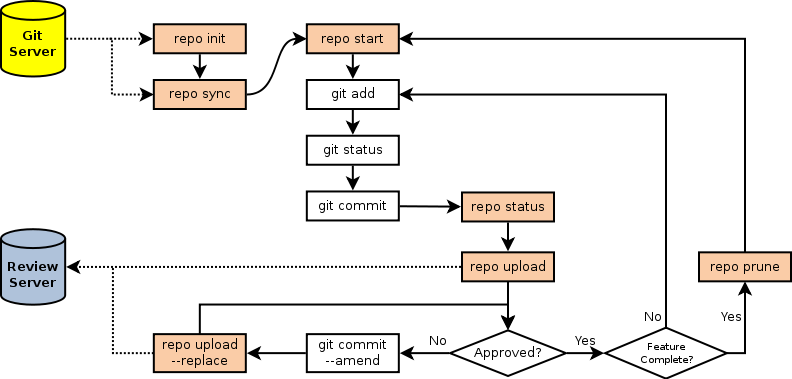 Git
Server
repo init
repo start
repo sync
git add
git status
git commit
repo status
Review
Server
repo upload
repo prune
No
Yes
repo upload
--replace
git commit
--amend
No
Approved?
Yes
Feature
Complete?